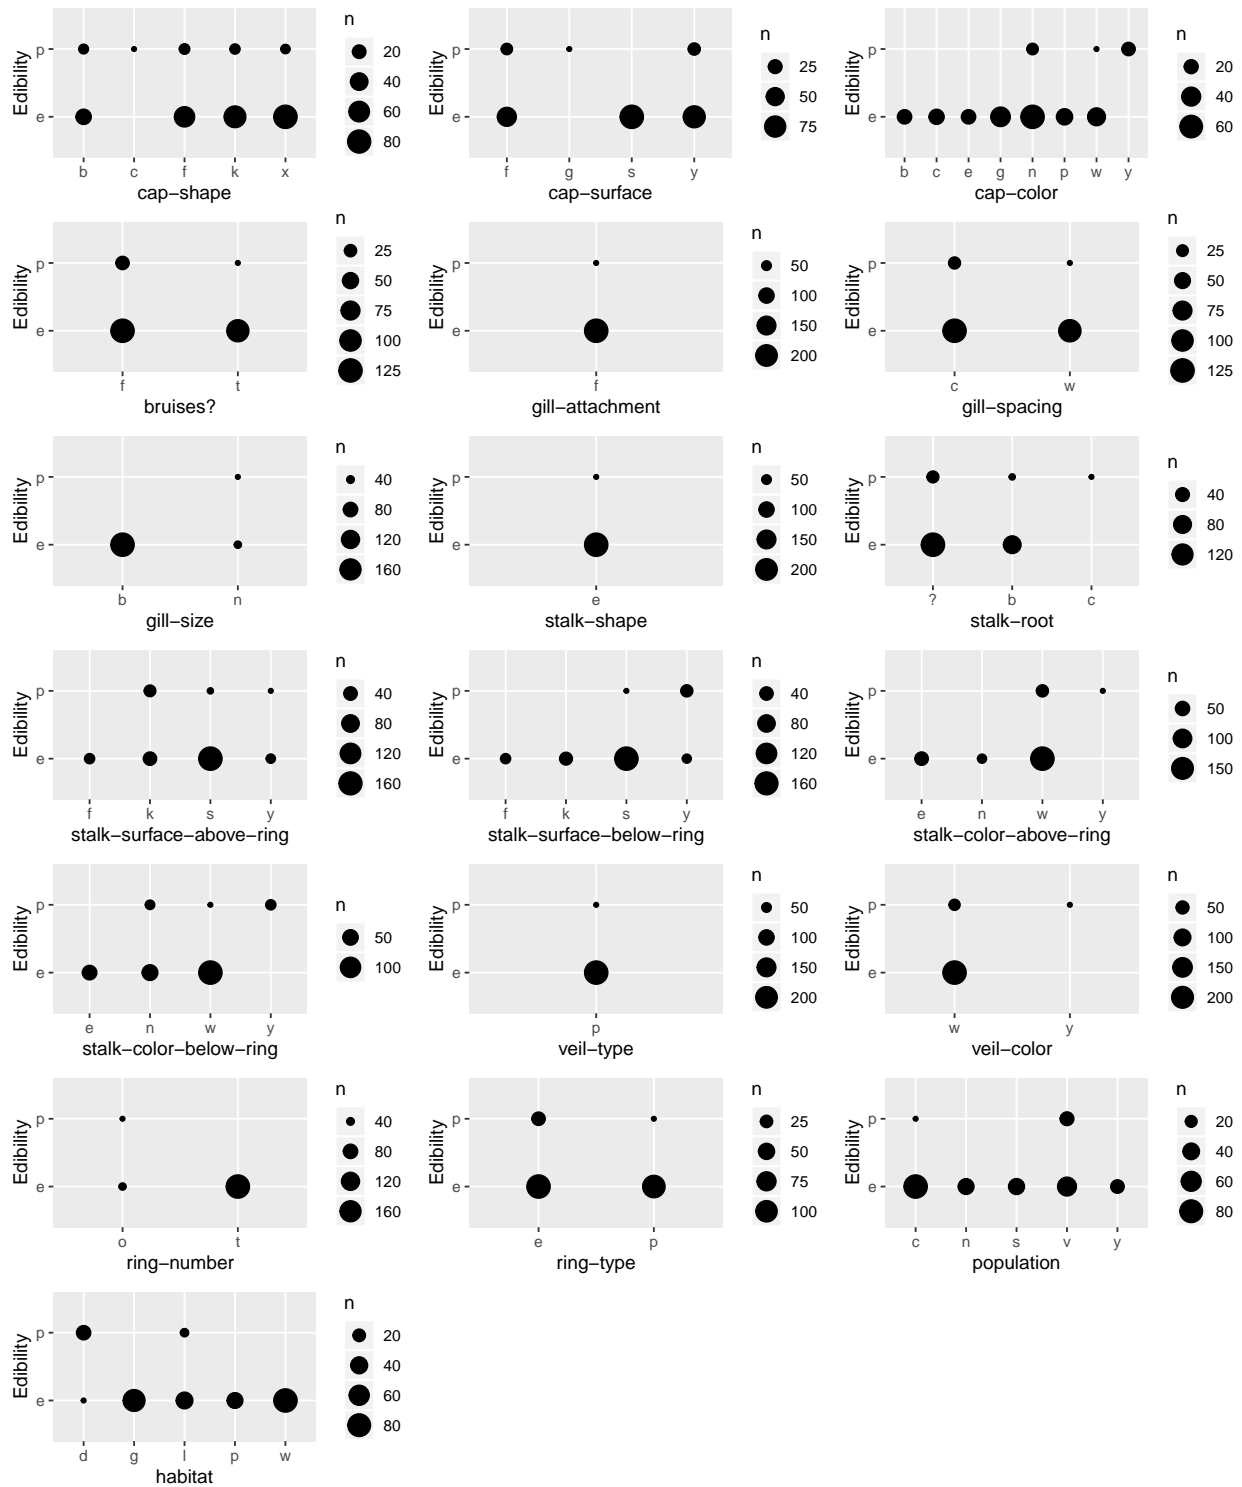 n
p
e
Edibility
20
40
60
80
b c f k x
cap−shape
n
p
e
Edibility
25
50
75
f g s y
cap−surface
n
p
e
Edibility
20
40
60
b c e g n p w y
cap−color
n
p
e
Edibility
25
50
75
100
125
f t
bruises?
n
p
e
Edibility
50
100
150
200
f
gill−attachment
n
p
e
Edibility
25
50
75
100
125
c w
gill−spacing
n
p
e
Edibility
40
80
120
160
b n
gill−size
n
p
e
Edibility
50
100
150
200
e
stalk−shape
n
p
e
Edibility
40
80
120
? b c
stalk−root
n
p
e
Edibility
40
80
120
160
f k s y
stalk−surface−above−ring
n
p
e
Edibility
40
80
120
160
f k s y
stalk−surface−below−ring
n
p
e
Edibility
50
100
150
e n w y
stalk−color−above−ring
n
p
e
Edibility
50
100
e n w y
stalk−color−below−ring
n
p
e
Edibility
50
100
150
200
p
veil−type
n
p
e
Edibility
50
100
150
200
w y
veil−color
n
p
e
Edibility
40
80
120
160
o t
ring−number
n
p
e
Edibility
25
50
75
100
e p
ring−type
n
p
e
Edibility
20
40
60
80
c n s v y
population
n
p
e
Edibility
20
40
60
80
d g l p w
habitat